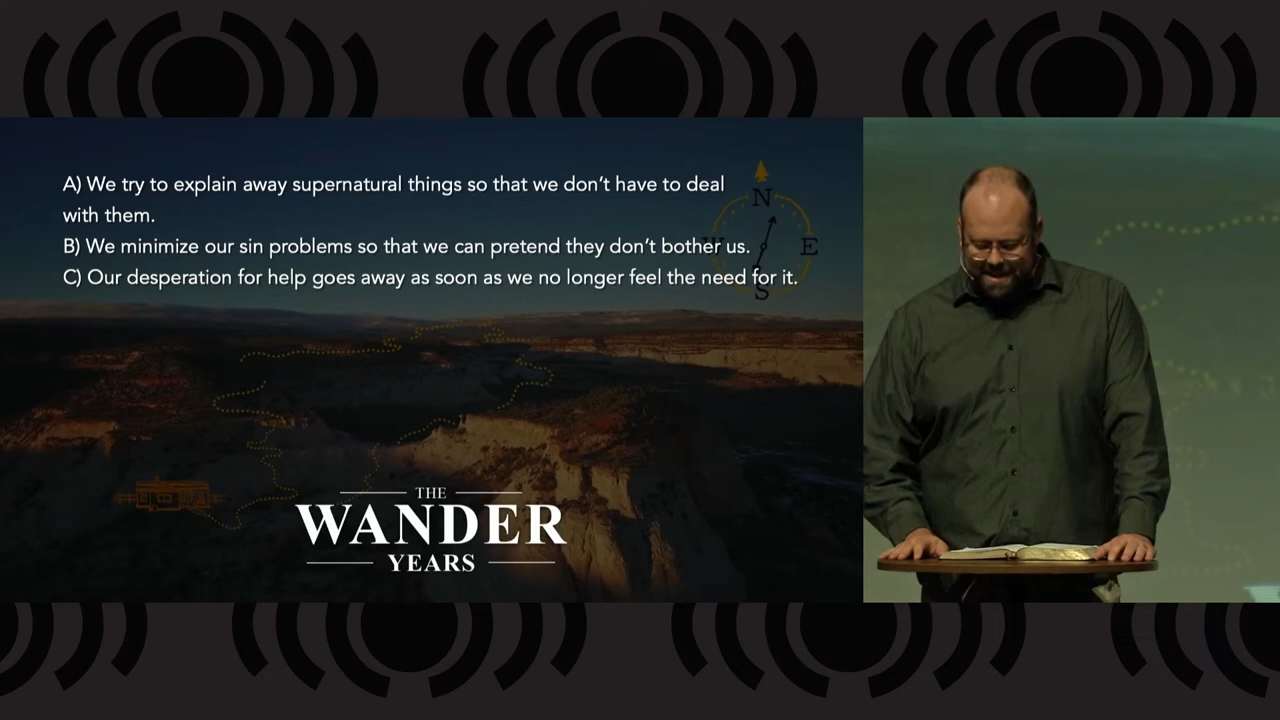 A) We try to explain away supernatural things so that we don't have to deal
with them.
B) We minimize our sin problems so that we can pretend they don't bother us.
C) Our desperation for help goes away as soon as we no longer feel the need for it.
N
W
E
S
THE
WANDER
YEARS